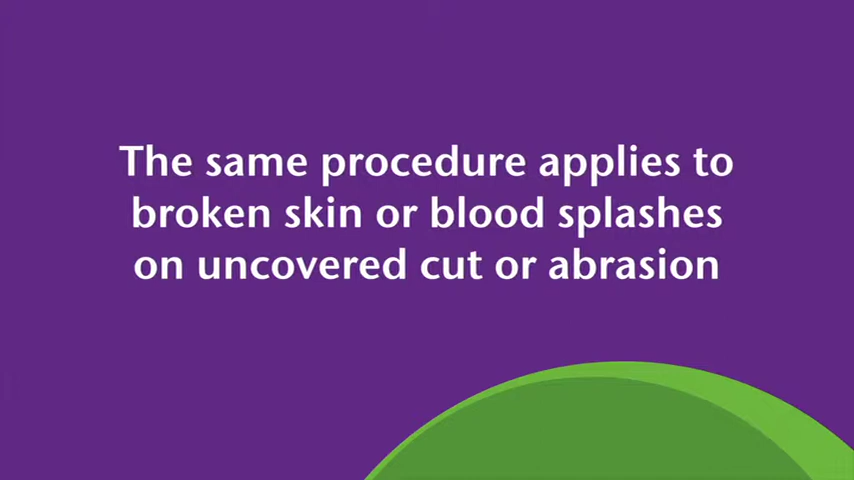 The same procedure applies to
broken skin or blood splashes
on uncovered cut or abrasion